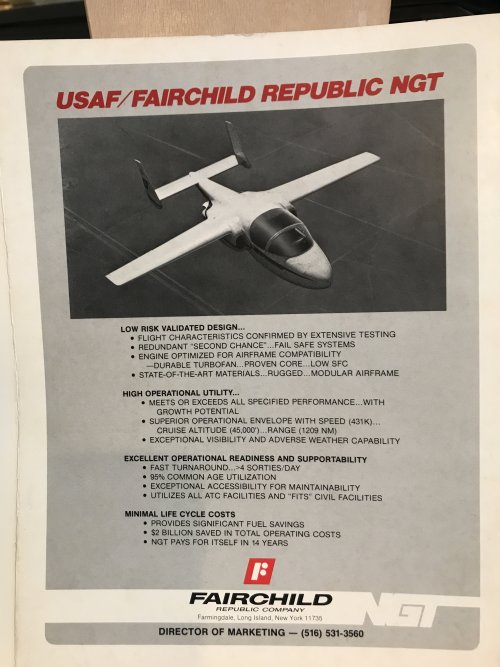 USAF/FAIRCHILD REPUBLIC NGT
LOW RISK VALIDATED DESIGN...
• FLIGHT CHARACTERISTICS CONFIRMED BY EXTENSIVE TESTING
• REDUNDANT "SECOND CHANCE"...FAIL SAFE SYSTEMS
• ENGINE OPTIMIZED FOR AIRFRAME COMPATIBILITY
—DURABLE TURBOFAN...PROVEN CORE...LOW SFC
• STATE-OF-THE-ART MATERIALS...RUGGED...MODULAR AIRFRAME
HIGH OPERATIONAL UTILITY...
• MEETS OR EXCEEDS ALL SPECIFIED PERFORMANCE...WITH
GROWTH POTENTIAL
• SUPERIOR OPERATIONAL ENVELOPE WITH SPEED (431K)...
CRUISE ALTITUDE (45,000')...RANGE (1209 NM)
• EXCEPTIONAL VISIBILITY AND ADVERSE WEATHER CAPABILITY
EXCELLENT OPERATIONAL READINESS AND SUPPORTABILITY
• FAST TURNAROUND...>4 SORTIES/DAY
• 95% COMMON AGE UTILIZATION
• EXCEPTIONAL ACCESSIBILITY FOR MAINTAINABILITY
• UTILIZES ALL ATC FACILITIES AND "FITS" CIVIL FACILITIES
MINIMAL LIFE CYCLE COSTS
• PROVIDES SIGNIFICANT FUEL SAVINGS
• $2 BILLION SAVED IN TOTAL OPERATING COSTS
• NGT PAYS FOR ITSELF IN 14 YEARS
FAIRCHILD
REPUBLIC COMPANY
Farmingdale, Long Island, New York 11735
NGT
DIRECTOR OF MARKETING — (516) 531-3560